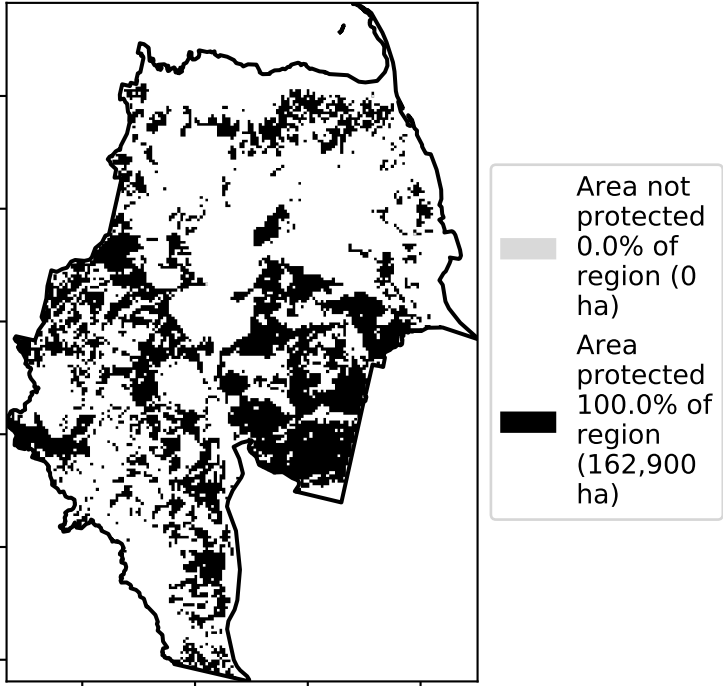 Area not
protected
0.0% of
region (0
ha)
Area
protected
100.0% of
region
(162,900
ha)